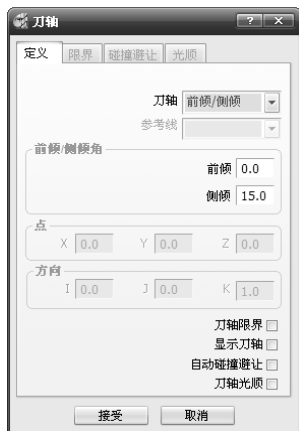 刀轴
定义 限界 碰撞避让 光顺
刀轴 前倾/侧倾
参考线
前倾/侧倾角
前倾 0.0
侧倾 15.0
点
X 0.0 Y 0.0 Z 0.0
方向
I 0.0 J 0.0 K 1.0
刀轴限界
显示刀轴
自动碰撞避让
刀轴光顺
接受 取消